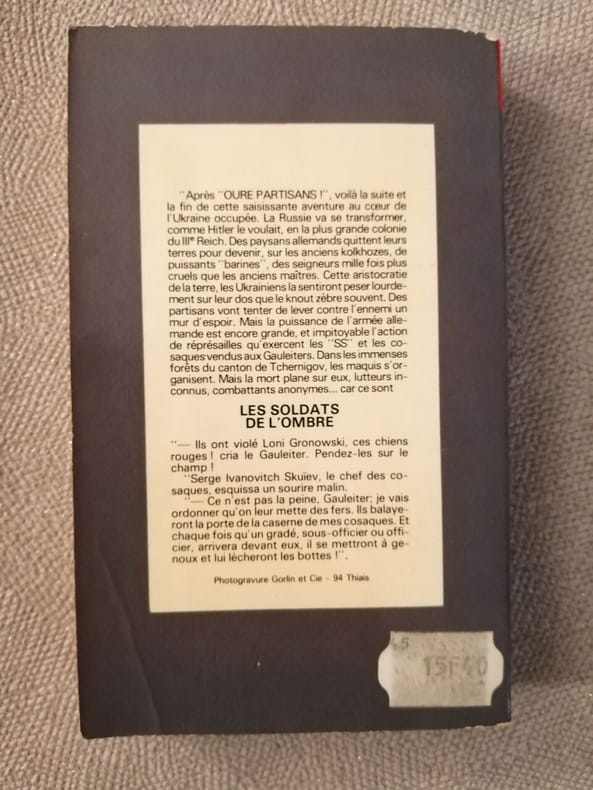 "Après "OURE PARTISANS !", voilà la suite et
la fin de cette saisissante aventure au cœur de
l'Ukraine occupée. La Russie va se transformer,
comme Hitler le voulait, en la plus grande colonie
du IIIe Reich. Des paysans allemands quittent leurs
terres pour devenir, sur les anciens kolkhozes, de
puissants "barines", des seigneurs mille fois plus
cruels que les anciens maîtres. Cette aristocratie
de la terre, les Ukrainiens la sentiront peser lourde-
ment sur leur dos que le knout zèbre souvent. Des
partisans vont tenter de lever contre l'ennemi un
mur d'espoir. Mais la puissance de l'armée alle-
mande est encore grande, et impitoyable l'action
de réprésailles qu'exercent les "SS" et les co-
saques vendus aux Gauleiters. Dans les immenses
forêts du canton de Tchernigov, les maquis s'or-
ganisent. Mais la mort plane sur eux, lutteurs in-
connus, combattants anonymes... car ce sont
LES SOLDATS
DE L'OMBRE
"— Ils ont violé Loni Gronowski, ces chiens
rouges ! cria le Gauleiter. Pendez-les sur le
champ !
"Serge Ivanovitch Skuïev, le chef des co-
saques, esquissa un sourire malin.
"— Ce n'est pas la peine, Gauleiter; je vais
ordonner qu'on leur mette des fers. Ils balaye-
ront la porte de la caserne de mes cosaques. Et
chaque fois qu'un gradé, sous-officier ou offi-
cier, arrivera devant eux, il se mettront à ge-
noux et lui lècheront les bottes !".
Photogravure Gorlin et Cie - 94 Thiais
45
15F40